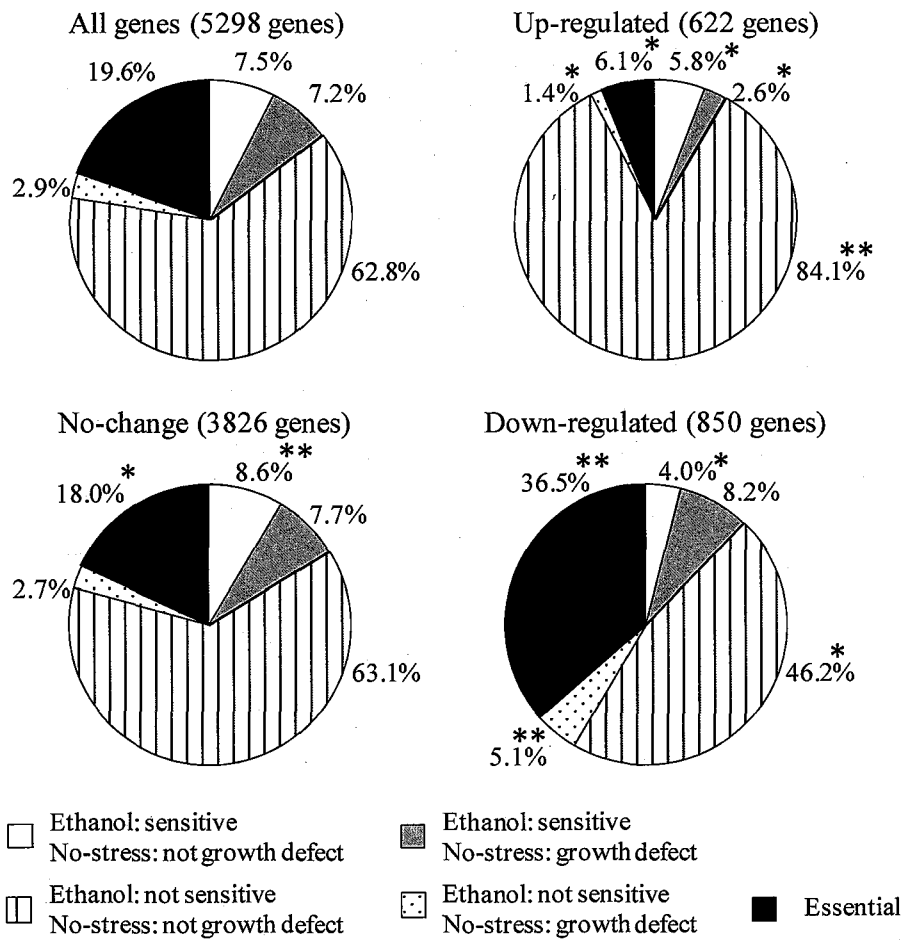 All genes (5298 genes)
19.6%
7.5%
7.2%
2.9%
62.8%
Up-regulated (622 genes)
1.4%*
6.1%*
5.8%*
2.6%*
84.1%**
No-change (3826 genes)
18.0%*
8.6%**
7.7%
2.7%
63.1%
Down-regulated (850 genes)
36.5%**
4.0%*
8.2%
46.2%*
5.1%**
Ethanol: sensitive
No-stress: not growth defect
Ethanol: sensitive
No-stress: growth defect
Ethanol: not sensitive
No-stress: not growth defect
Ethanol: not sensitive
No-stress: growth defect
Essential